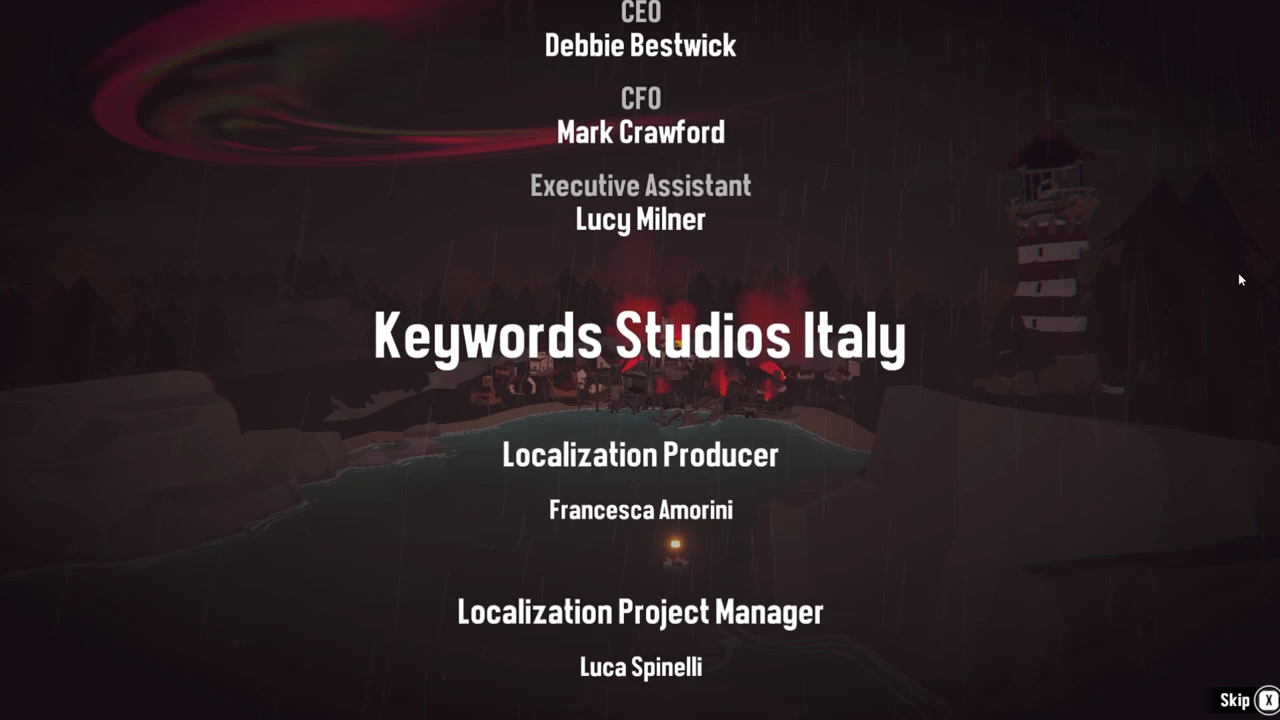 CEO
Debbie Bestwick
CFO
Mark Crawford
Executive Assistant
Lucy Milner
Keywords Studios Italy
Localization Producer
Francesca Amorini
Localization Project Manager
Luca Spinelli
Skip X